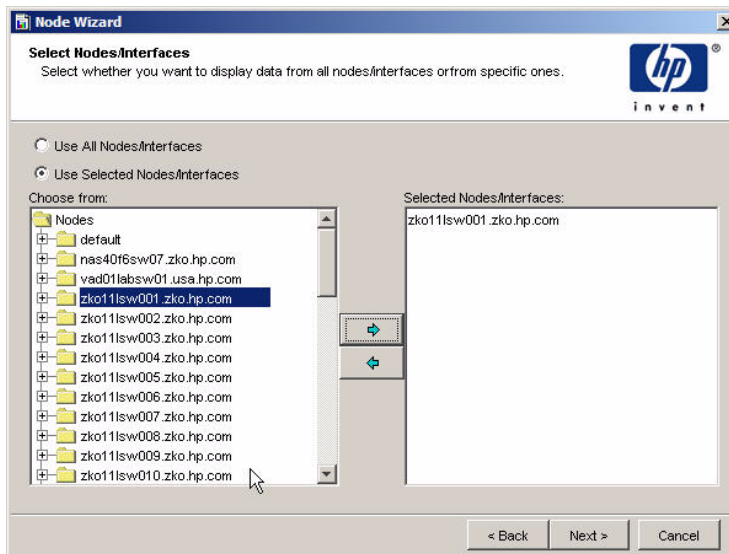 Node Wizard
Select Nodes/Interfaces
Select whether you want to display data from all nodes/interfaces orfrom specific ones.
hp
®
invent
Use All Nodes/Interfaces
Use Selected Nodes/Interfaces
Choose from:
Nodes
default
nas40f6sw07.zko.hp.com
vad01labsw01.usa.hp.com
zko11lsw001.zko.hp.com
zko11lsw002.zko.hp.com
zko11lsw003.zko.hp.com
zko11lsw004.zko.hp.com
zko11lsw005.zko.hp.com
zko11lsw006.zko.hp.com
zko11lsw007.zko.hp.com
zko11lsw008.zko.hp.com
zko11lsw009.zko.hp.com
zko11lsw010.zko.hp.com
Selected Nodes/Interfaces:
zko11lsw001.zko.hp.com
< Back
Next >
Cancel